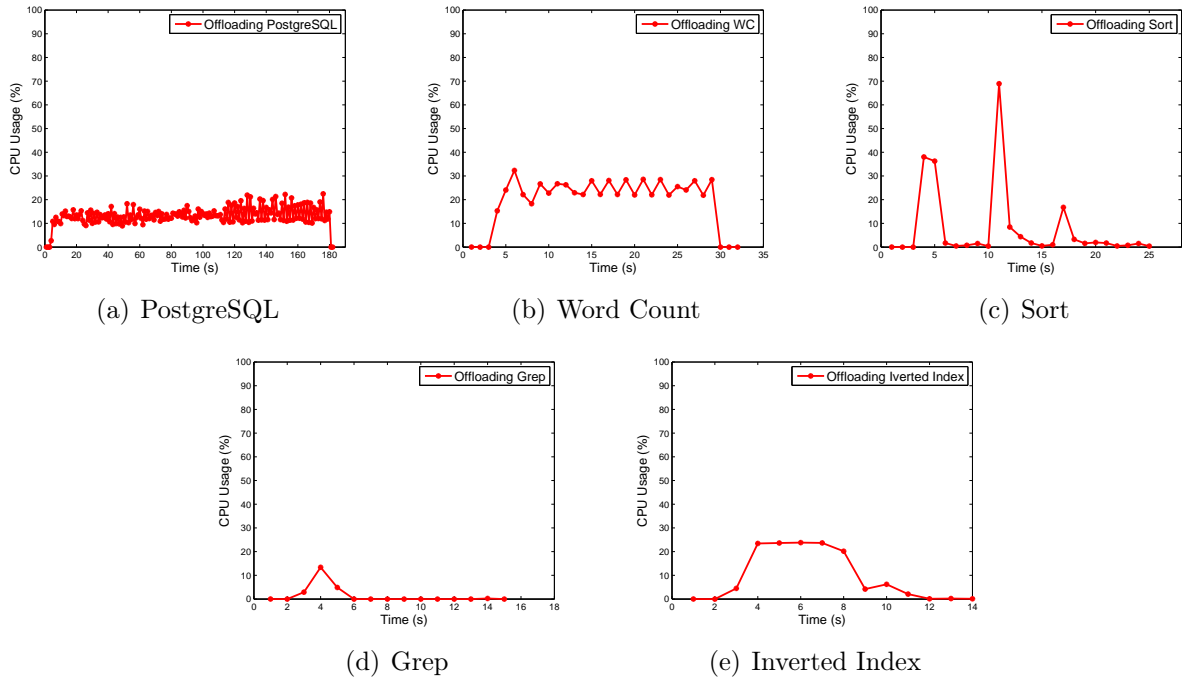 Offloading PostgreSQL
CPU Usage (%)
100
90
80
70
60
50
40
30
20
10
0
0 20 40 60 80 100 120 140 160 180
Time (s)
(a) PostgreSQL
Offloading WC
CPU Usage (%)
100
90
80
70
60
50
40
30
20
10
0
0 5 10 15 20 25 30 35
Time (s)
(b) Word Count
Offloading Sort
CPU Usage (%)
100
90
80
70
60
50
40
30
20
10
0
0 5 10 15 20 25
Time (s)
(c) Sort
Offloading Grep
CPU Usage (%)
100
90
80
70
60
50
40
30
20
10
0
0 2 4 6 8 10 12 14 16 18
Time (s)
(d) Grep
Offloading Iverted Index
CPU Usage (%)
100
90
80
70
60
50
40
30
20
10
0
0 2 4 6 8 10 12 14
Time (s)
(e) Inverted Index